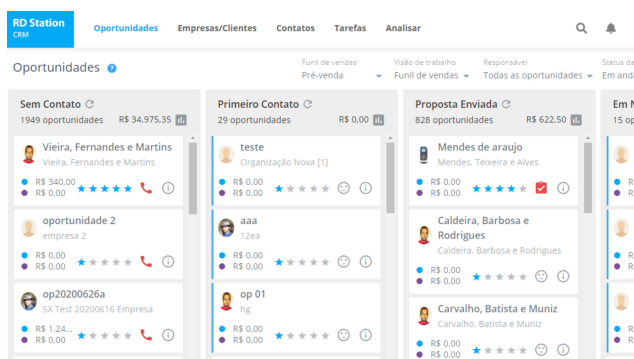 RD Station
CRM
Oportunidades
Empresas/Clientes
Contatos
Tarefas
Analisar
Oportunidades ?
Funil de vendas
Pré-venda
Visão de trabalho
Funil de vendas
Responsável
Todas as oportunidades
Status da
Em and
Sem Contato
1949 oportunidades R$ 34.975,35
Vieira, Fernandes e Martins
Vieira, Fernandes e Martins
R$ 340,00
R$ 0,00
oportunidade 2
empresa 2
R$ 0,00
R$ 0,00
op20200626a
SX Test 20200616 Empresa
R$ 1.24...
R$ 0,00
Primeiro Contato
29 oportunidades R$ 0,00
teste
Organização Nova [1]
R$ 0,00
R$ 0,00
aaa
12ea
R$ 0,00
R$ 0,00
op 01
hg
R$ 0,00
R$ 0,00
Proposta Enviada
828 oportunidades R$ 622,50
Mendes de araujo
Mendes, Teixeira e Alves
R$ 0,00
R$ 0,00
Caldeira, Barbosa e
Rodrigues
Caldeira, Barbosa e Rodrigues
R$ 0,00
R$ 0,00
Carvalho, Batista e Muniz
Carvalho, Batista e Muniz
R$ 0,00
R$ 0,00
Em N
15 op